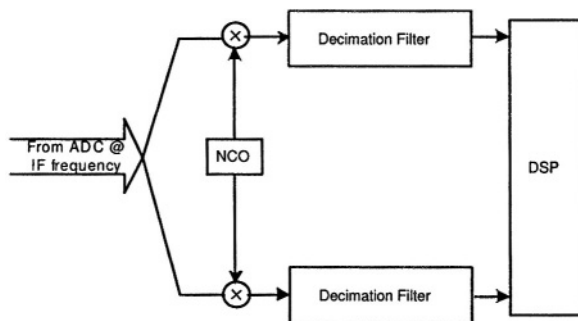 Decimation Filter
From ADC @
IF frequency
NCO
DSP
Decimation Filter